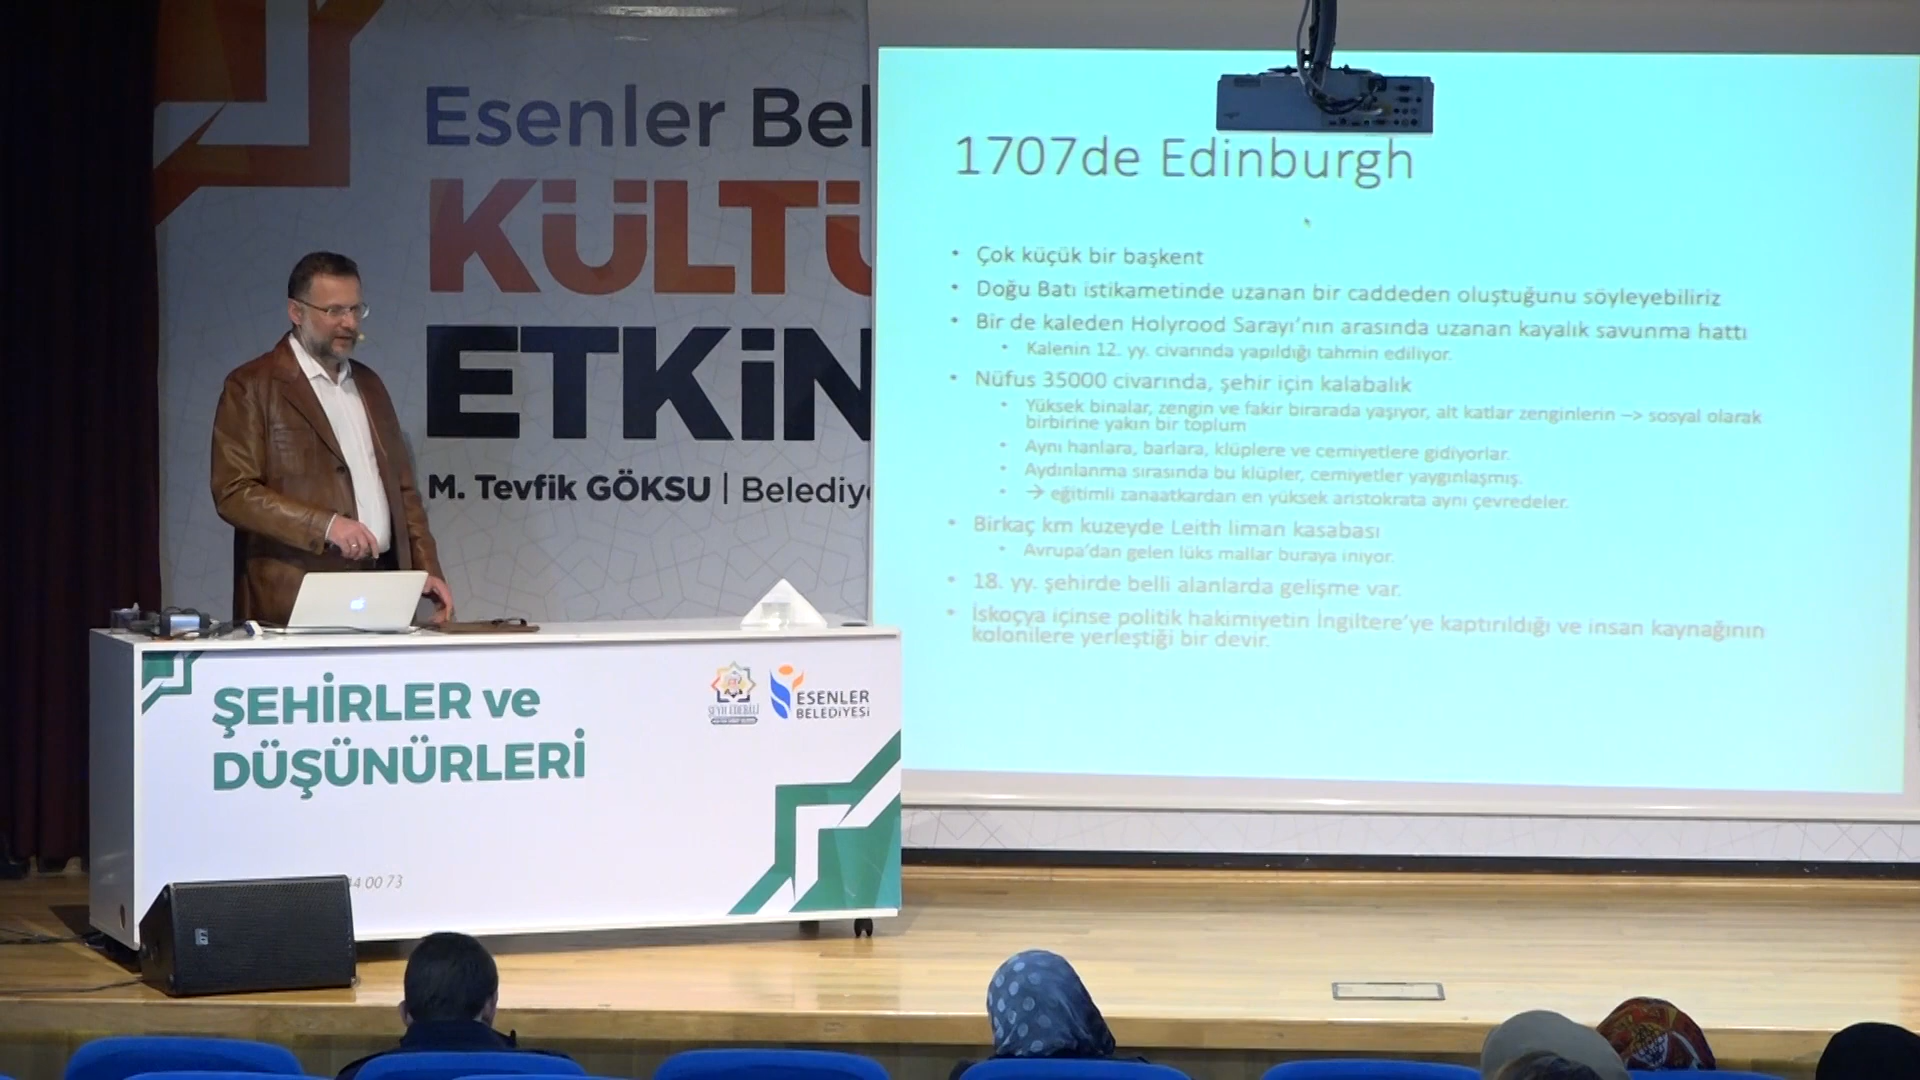 Esenler Bel
KÜLTÜ
ETKİN
M. Tevfik GÖKSU | Belediye
1707de Edinburgh
• Çok küçük bir başkent
• Doğu Batı istikametinde uzanan bir caddeden oluştuğunu söyleyebiliriz
• Bir de kaleden Holyrood Sarayı'nın arasında uzanan kayalık savunma hattı
• Kalenin 12. yy. civarında yapıldığı tahmin ediliyor.
• Nüfus 35000 civarında, şehir için kalabalık
• Yüksek binalar, zengin ve fakir birarada yaşıyor, alt katlar zenginlerin —> sosyal olarak
birbirine yakın bir toplum
• Aynı hanlara, barlara, klüplere ve cemiyetlere gidiyorlar.
• Aydınlanma sırasında bu klüpler, cemiyetler yaygınlaşmış.
• → eğitimli zanaatkardan en yüksek aristokrata aynı çevredeler.
• Birkaç km kuzeyde Leith liman kasabası
• Avrupa'dan gelen lüks mallar buraya iniyor.
• 18. yy. şehirde belli alanlarda gelişme var.
• İskoçya içinse politik hakimiyetin İngiltere'ye kaptırıldığı ve insan kaynağının
kolonilere yerleştiği bir devir.
ŞEHİRLER ve
DÜŞÜNÜRLERİ
ŞEYH EDEBALİ
ESENLER
BELEDİYESİ
44 00 73